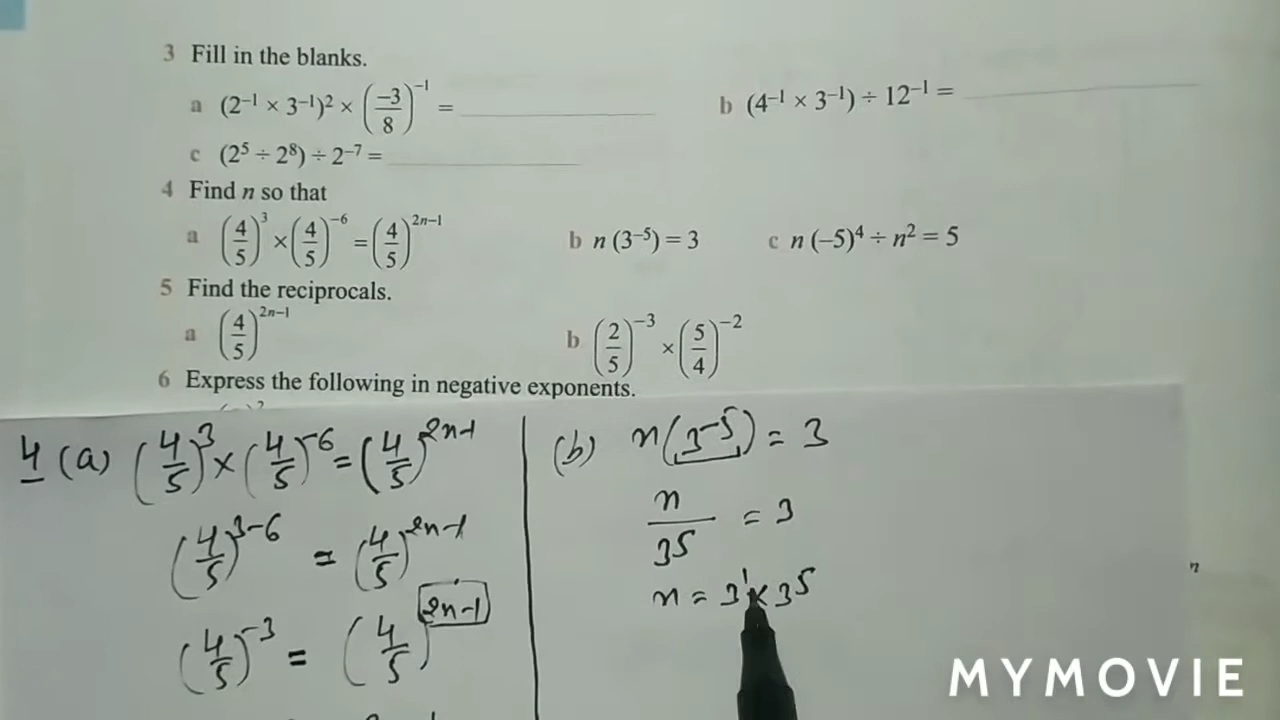 3 Fill in the blanks.
a (2⁻¹ × 3⁻¹)² × (−3/8)⁻¹ = ________
b (4⁻¹ × 3⁻¹) ÷ 12⁻¹ = ________
c (2⁵ ÷ 2⁸) ÷ 2⁻⁷ = ________
4 Find n so that
a (4/5)³ × (4/5)⁻⁶ = (4/5)²ⁿ⁻¹
b n (3⁻⁵) = 3
c n (−5)⁴ ÷ n² = 5
5 Find the reciprocals.
a (4/5)²ⁿ⁻¹
b (2/5)⁻³ × (5/4)⁻²
6 Express the following in negative exponents.
4 (a) (4/5)³ × (4/5)⁻⁶ = (4/5)²ⁿ⁻¹
(4/5)³⁻⁶ = (4/5)²ⁿ⁻¹
(4/5)⁻³ = (4/5)²ⁿ⁻¹
(b) n(3⁻⁵) = 3
n/3⁵ = 3
n = 3¹ × 3⁵
n
MYMOVIE